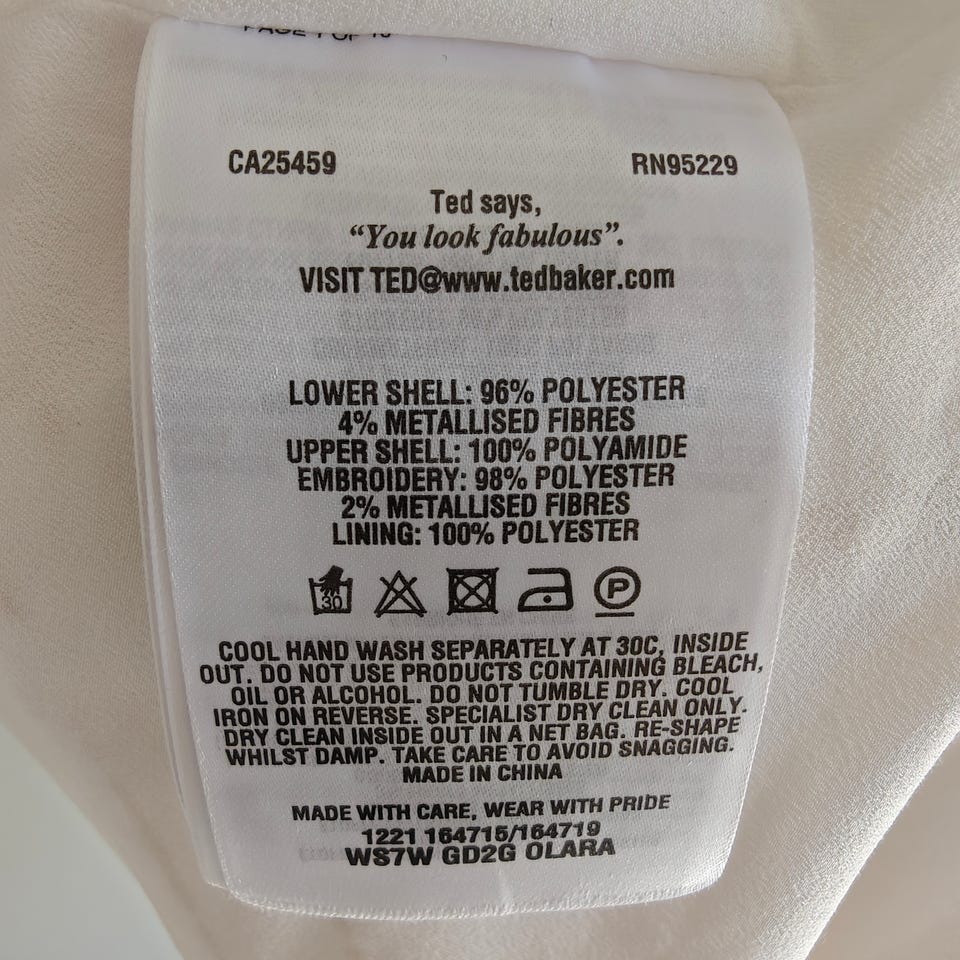 PAGE 1 OF 10
CA25459 RN95229
Ted says,
“You look fabulous”.
VISIT TED@www.tedbaker.com
LOWER SHELL: 96% POLYESTER
4% METALLISED FIBRES
UPPER SHELL: 100% POLYAMIDE
EMBROIDERY: 98% POLYESTER
2% METALLISED FIBRES
LINING: 100% POLYESTER
30
P
COOL HAND WASH SEPARATELY AT 30C, INSIDE
OUT. DO NOT USE PRODUCTS CONTAINING BLEACH,
OIL OR ALCOHOL. DO NOT TUMBLE DRY. COOL
IRON ON REVERSE. SPECIALIST DRY CLEAN ONLY.
DRY CLEAN INSIDE OUT IN A NET BAG. RE-SHAPE
WHILST DAMP. TAKE CARE TO AVOID SNAGGING.
MADE IN CHINA
MADE WITH CARE, WEAR WITH PRIDE
1221 164715/164719
WS7W GD2G OLARA